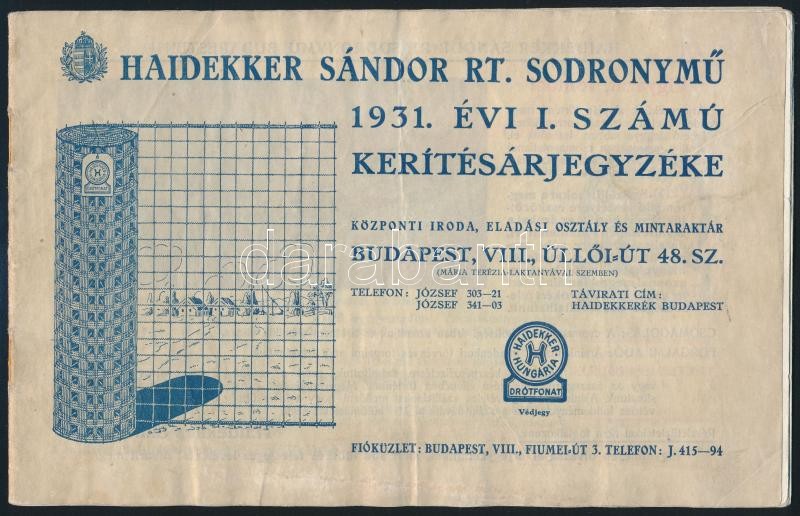 HAIDEKKER SÁNDOR RT. SODRONYMŰ
1931. ÉVI I. SZÁMÚ
KERÍTÉSÁRJEGYZÉKE
KÖZPONTI IRODA, ELADÁSI OSZTÁLY ÉS MINTARAKTÁR
BUDAPEST, VIII., ÜLLŐI-ÚT 48. SZ.
(MÁRIA TERÉZIA-LAKTANYÁVAL SZEMBEN)
TELEFON: JÓZSEF 303—21
JÓZSEF 341—03
TÁVIRATI CÍM:
HAIDEKKERÉK BUDAPEST
HAIDEKKER
H
HUNGÁRIA
DRÓTFONAT
Védjegy
FIÓKÜZLET: BUDAPEST, VIII., FIUMEI-ÚT 3. TELEFON: J. 415—94
H
DRÓTFONAT
darabanth